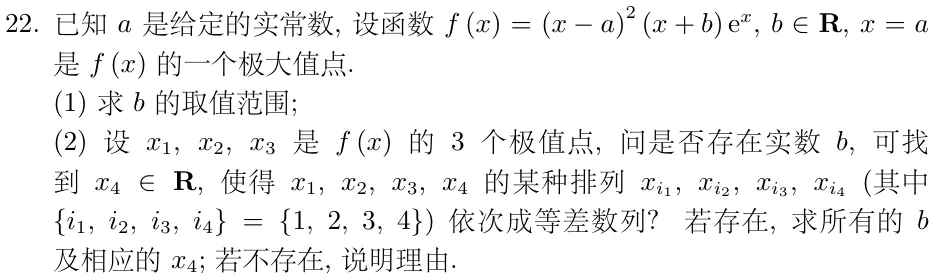 22. 已知 a 是给定的实常数, 设函数 f (x) = (x − a)² (x + b) eˣ, b ∈ R, x = a
是 f (x) 的一个极大值点.
(1) 求 b 的取值范围;
(2) 设 x₁, x₂, x₃ 是 f (x) 的 3 个极值点, 问是否存在实数 b, 可找
到 x₄ ∈ R, 使得 x₁, x₂, x₃, x₄ 的某种排列 x_{i₁}, x_{i₂}, x_{i₃}, x_{i₄} (其中
{i₁, i₂, i₃, i₄} = {1, 2, 3, 4}) 依次成等差数列? 若存在, 求所有的 b
及相应的 x₄; 若不存在, 说明理由.